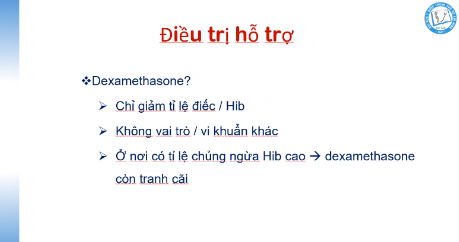 Điều trị hỗ trợ
❖Dexamethasone?
➢ Chỉ giảm tỉ lệ điếc / Hib
➢ Không vai trò / vi khuẩn khác
➢ Ở nơi có tỉ lệ chủng ngừa Hib cao → dexamethasone
còn tranh cãi